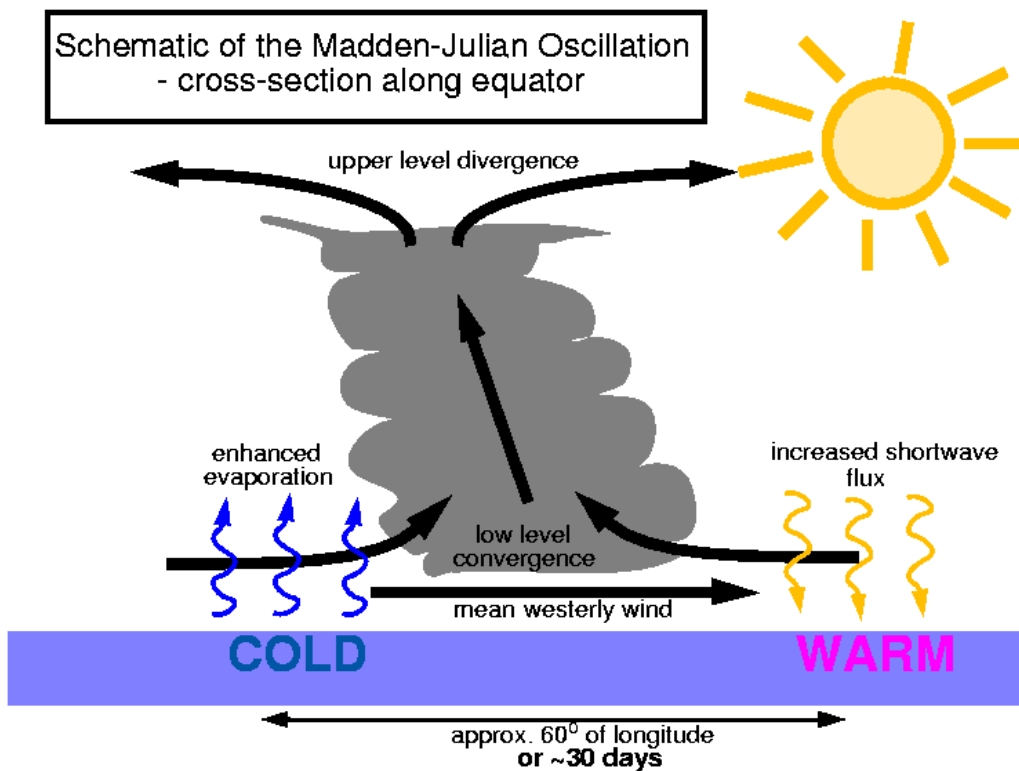 Schematic of the Madden-Julian Oscillation
- cross-section along equator
upper level divergence
enhanced
evaporation
increased shortwave
flux
low level
convergence
mean westerly wind
COLD
WARM
approx. 60⁰ of longitude
or ~30 days